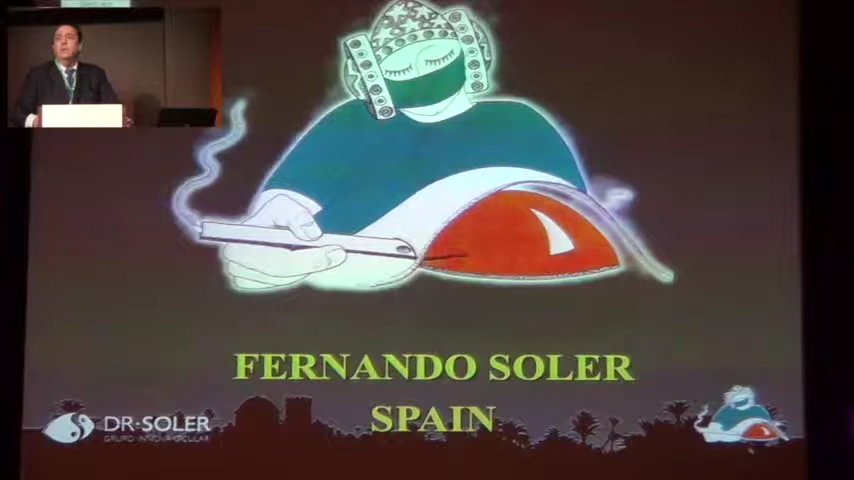 FERNANDO SOLER
SPAIN
DR-SOLER
GRUPO INNOVA OCULAR